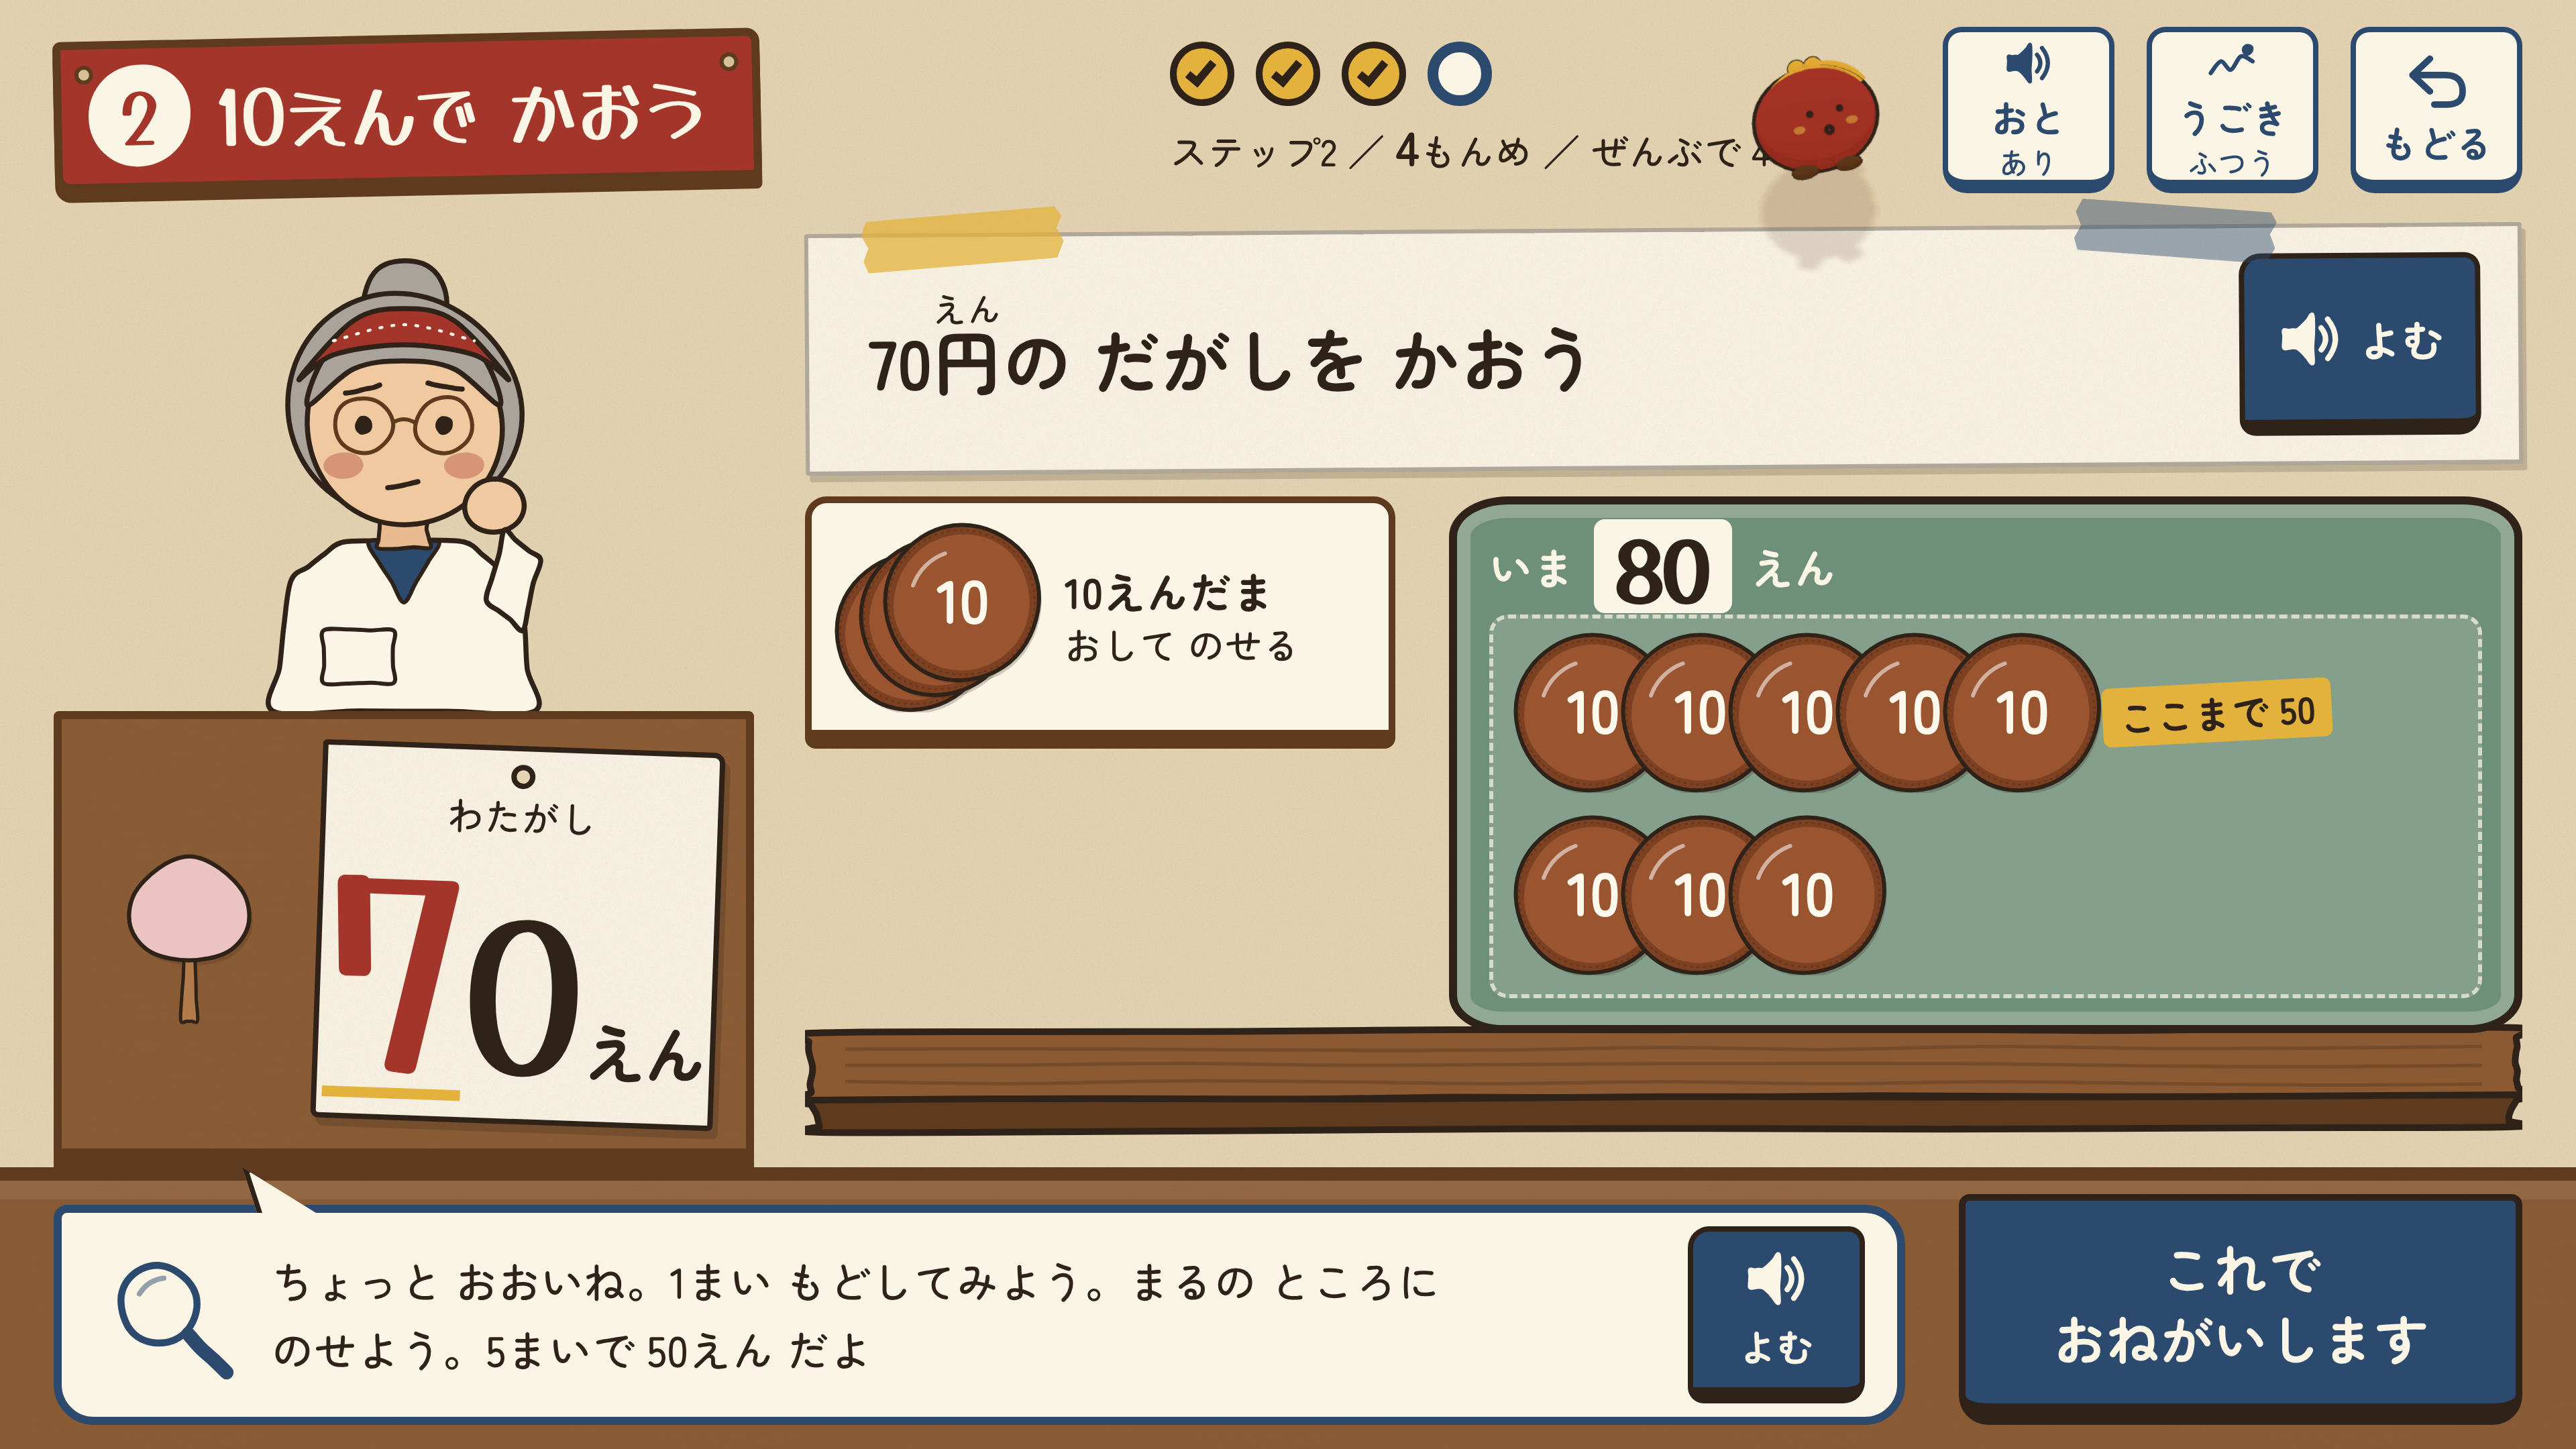 2 10えんで かおう
ステップ2 ／ 4もんめ ／ ぜんぶで 4
おと
あり
うごき
ふつう
もどる
えん
70円の だがしを かおう
よむ
10
10えんだま
おして のせる
いま 80 えん
10 10 10 10 10 ここまで 50
10 10 10
わたがし
70えん
ちょっと おおいね。1まい もどしてみよう。まるの ところに
のせよう。5まいで 50えん だよ
よむ
これで
おねがいします